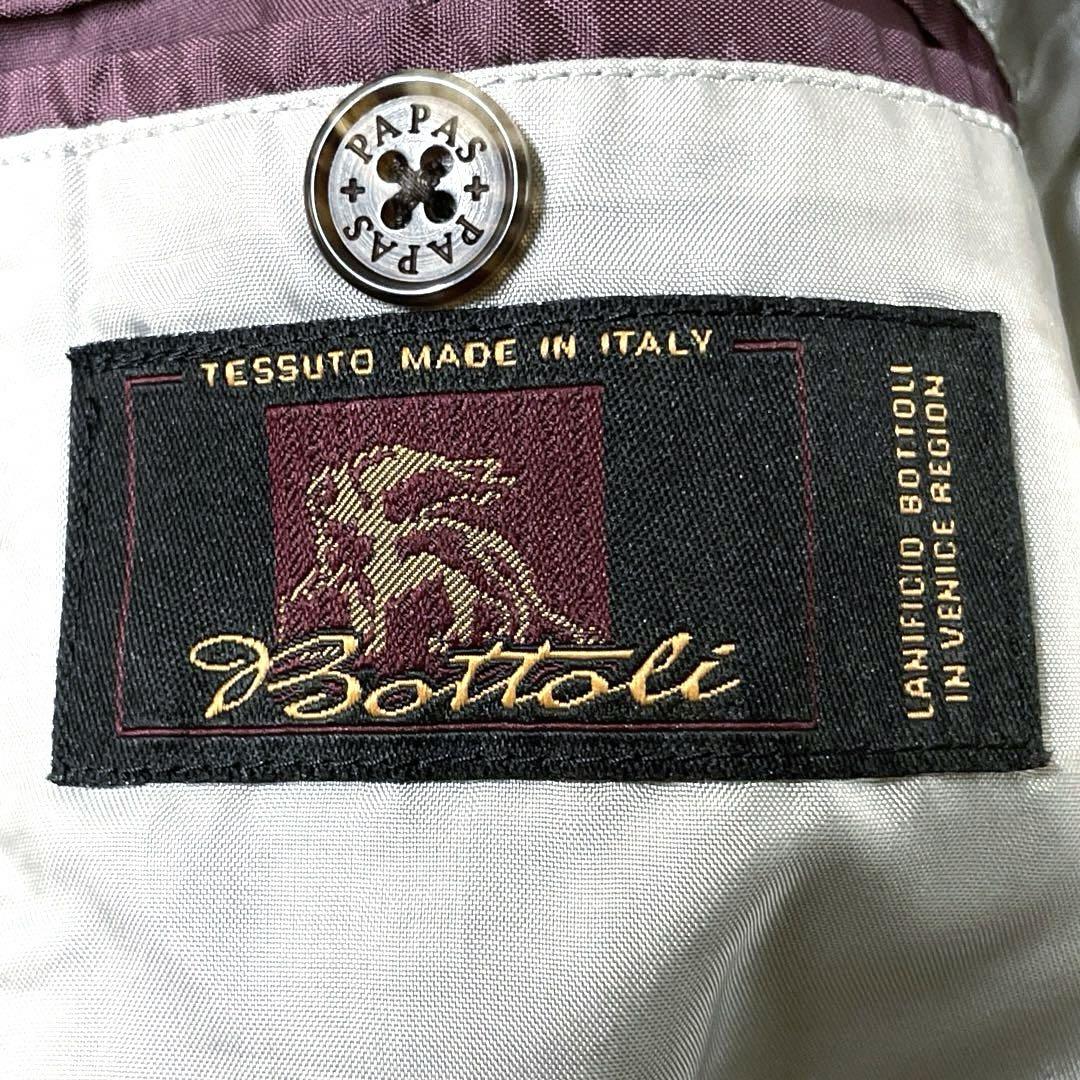 PAPAS
PAPAS
TESSUTO MADE IN ITALY
Bottoli
LANIFICIO BOTTOLI
IN VENICE REGION